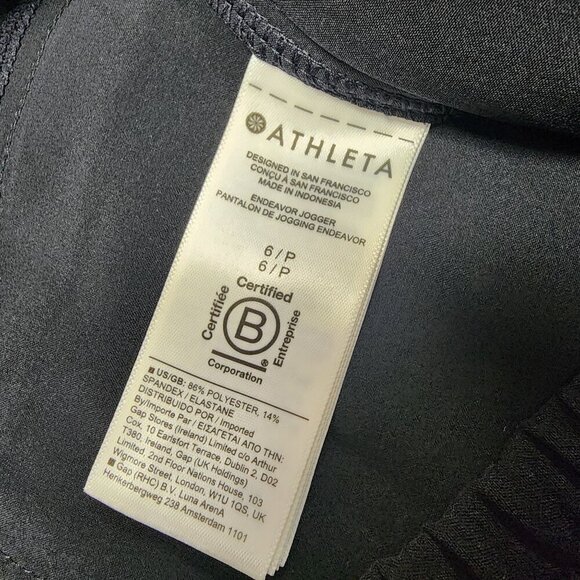 ATHLETA
DESIGNED IN SAN FRANCISCO
CONÇU À SAN FRANCISCO
MADE IN INDONESIA
ENDEAVOR JOGGER
PANTALON DE JOGGING ENDEAVOR
6 / P
6 / P
Certified
Certifiée
B
Entreprise
®
Corporation
■ US/GB: 86% POLYESTER, 14%
SPANDEX / ELASTANE
DISTRIBUIDO POR / Imported
By/Importe Par / ΕΙΣΑΓΕΤΑΙ ΑΠΟ ΤΗΝ:
Gap Stores (Ireland) Limited c/o Arthur
Cox, 10 Earlsfort Terrace, Dublin 2, D02
T380, Ireland, Gap (UK Holdings)
Limited, 2nd Floor Nations House, 103
Wigmore Street, London, W1U 1QS, UK
■ Gap (RHC) B.V. Luna ArenA
Herikerbergweg 238 Amsterdam 1101